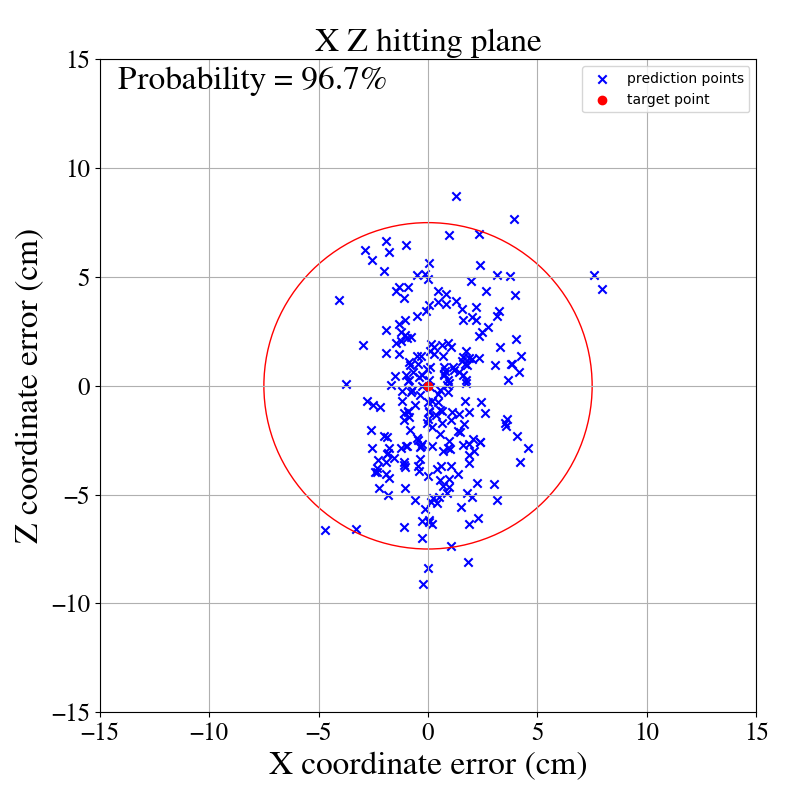 X Z hitting plane
Probability = 96.7%
prediction points
target point
15
10
5
0
−5
−10
−15
Z coordinate error (cm)
−15 −10 −5 0 5 10 15
X coordinate error (cm)